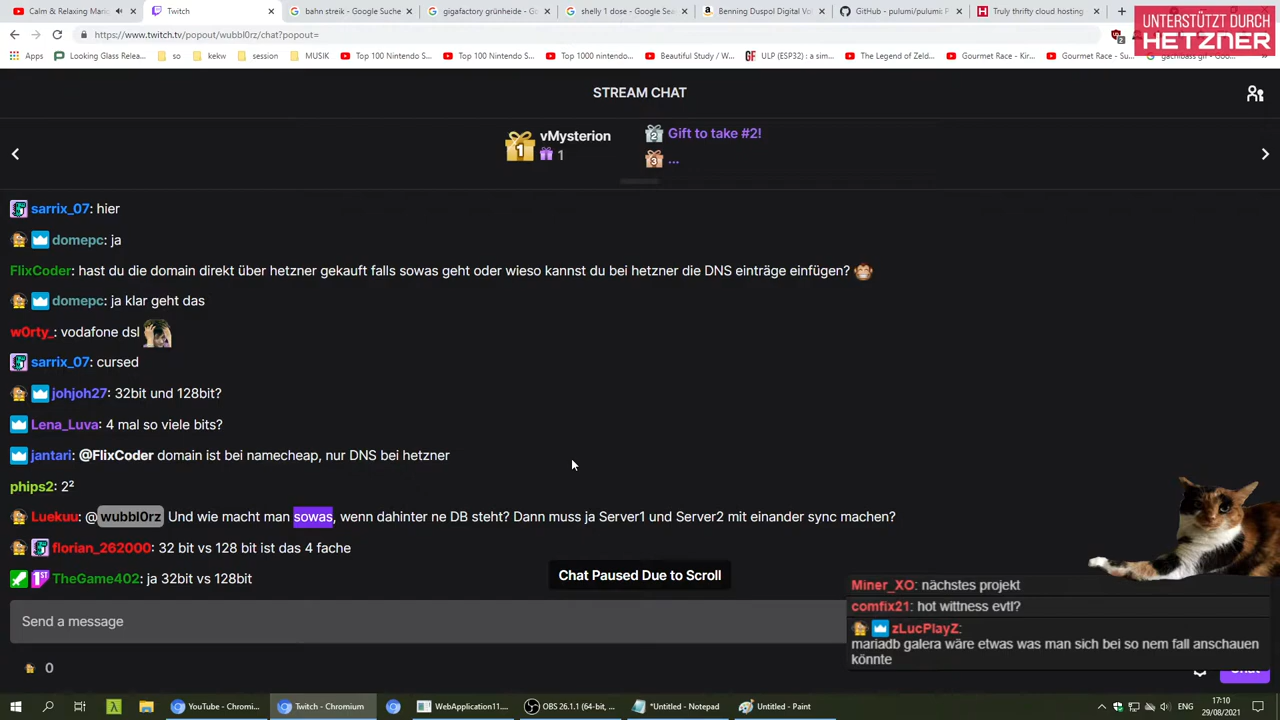 Calm & Relaxing Mari
Twitch
bahn streik - Google Suche
gigafactory grünheide - Go
shelly 1 dose - Google Sea
Benning Duspol Digital Vo
GitHub - pulumi/pulumi: P
Truly thrifty cloud hosting
UNTERSTÜTZT DURCH
HETZNER
https://www.twitch.tv/popout/wubbl0rz/chat?popout=
Apps
Looking Glass Relea...
so
kekw
session
MUSIK
Top 100 Nintendo S...
Top 100 Nintendo S...
Top 1000 nintendo...
Beautiful Study / W...
ULP (ESP32) : a sim...
The Legend of Zeld...
Gourmet Race - Kir...
Gourmet Race - Su...
STREAM CHAT
1
vMysterion
1
2
Gift to take #2!
3
...
sarrix_07: hier
domepc: ja
FlixCoder: hast du die domain direkt über hetzner gekauft falls sowas geht oder wieso kannst du bei hetzner die DNS einträge einfügen?
domepc: ja klar geht das
w0rty_: vodafone dsl
sarrix_07: cursed
johjoh27: 32bit und 128bit?
Lena_Luva: 4 mal so viele bits?
jantari: @FlixCoder domain ist bei namecheap, nur DNS bei hetzner
phips2: 2²
Luekuu: @wubbl0rz Und wie macht man sowas, wenn dahinter ne DB steht? Dann muss ja Server1 und Server2 mit einander sync machen?
florian_262000: 32 bit vs 128 bit ist das 4 fache
TheGame402: ja 32bit vs 128bit
Chat Paused Due to Scroll
Send a message
0
Miner_XO: nächstes projekt
comfix21: hot wittness evtl?
zLucPlayZ:
mariadb galera wäre etwas was man sich bei so nem fall anschauen
könnte
YouTube - Chromi...
Twitch - Chromium
WebApplication11...
OBS 26.1.1 (64-bit, ...
*Untitled - Notepad
Untitled - Paint
17:10
29/08/2021